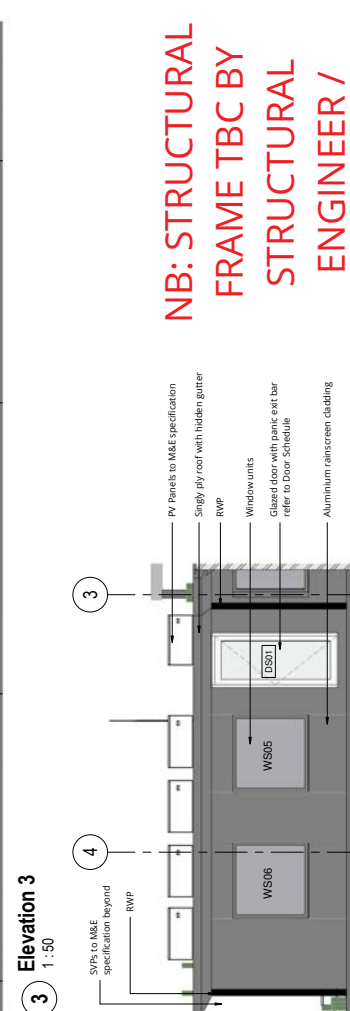 3
Elevation 3
1 : 50
NB: STRUCTURAL
FRAME TBC BY
STRUCTURAL
ENGINEER /
SVPs to M&E
specification beyond
RWP
4
3
PV Panels to M&E specification
Singly ply roof with hidden gutter
RWP
Window units
Glazed door with panic exit bar
refer to Door Schedule
Aluminium rainscreen cladding
WS06
WS05
DS01